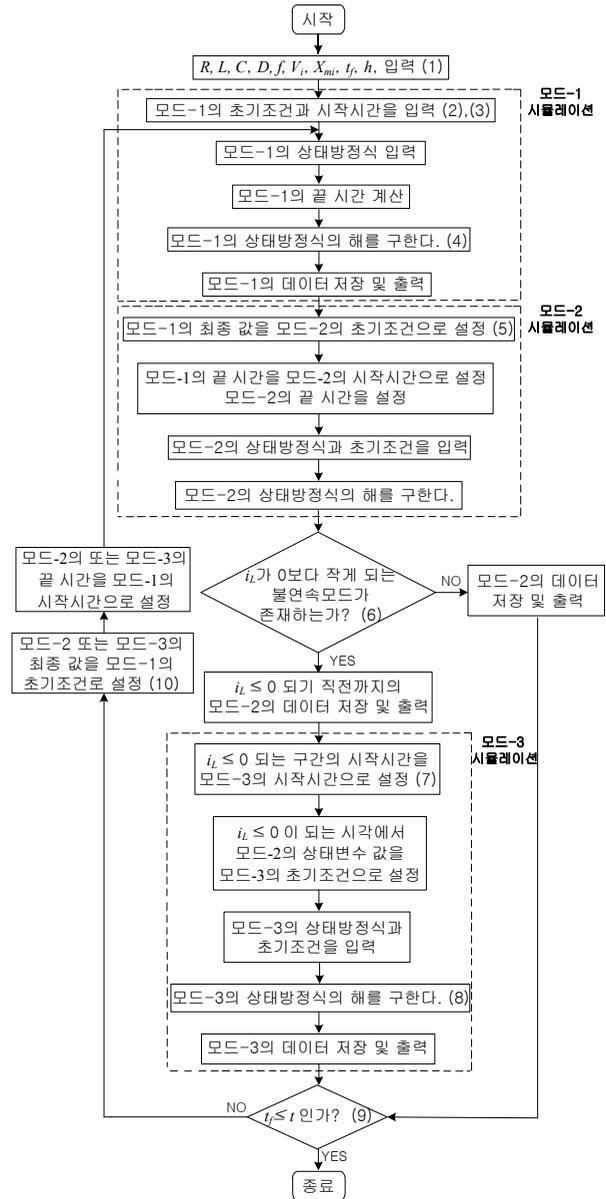 시작
R, L, C, D, f, Vi, Xmi, tf, h, 입력 (1)
모드-1
시뮬레이션
모드-1의 초기조건과 시작시간을 입력 (2),(3)
모드-1의 상태방정식 입력
모드-1의 끝 시간 계산
모드-1의 상태방정식의 해를 구한다. (4)
모드-1의 데이터 저장 및 출력
모드-2
시뮬레이션
모드-1의 최종 값을 모드-2의 초기조건으로 설정 (5)
모드-1의 끝 시간을 모드-2의 시작시간으로 설정
모드-2의 끝 시간을 설정
모드-2의 상태방정식과 초기조건을 입력
모드-2의 상태방정식의 해를 구한다.
iL가 0보다 작게 되는
불연속모드가
존재하는가? (6)
NO
모드-2의 데이터
저장 및 출력
YES
모드-2의 또는 모드-3의
끝 시간을 모드-1의
시작시간으로 설정
모드-2 또는 모드-3의
최종 값을 모드-1의
초기조건로 설정 (10)
iL ≤ 0 되기 직전까지의
모드-2의 데이터 저장 및 출력
모드-3
시뮬레이션
iL ≤ 0 되는 구간의 시작시간을
모드-3의 시작시간으로 설정 (7)
iL ≤ 0 이 되는 시각에서
모드-2의 상태변수 값을
모드-3의 초기조건으로 설정
모드-3의 상태방정식과
초기조건을 입력
모드-3의 상태방정식의 해를 구한다. (8)
모드-3의 데이터 저장 및 출력
NO
tf ≤ t 인가? (9)
YES
종료